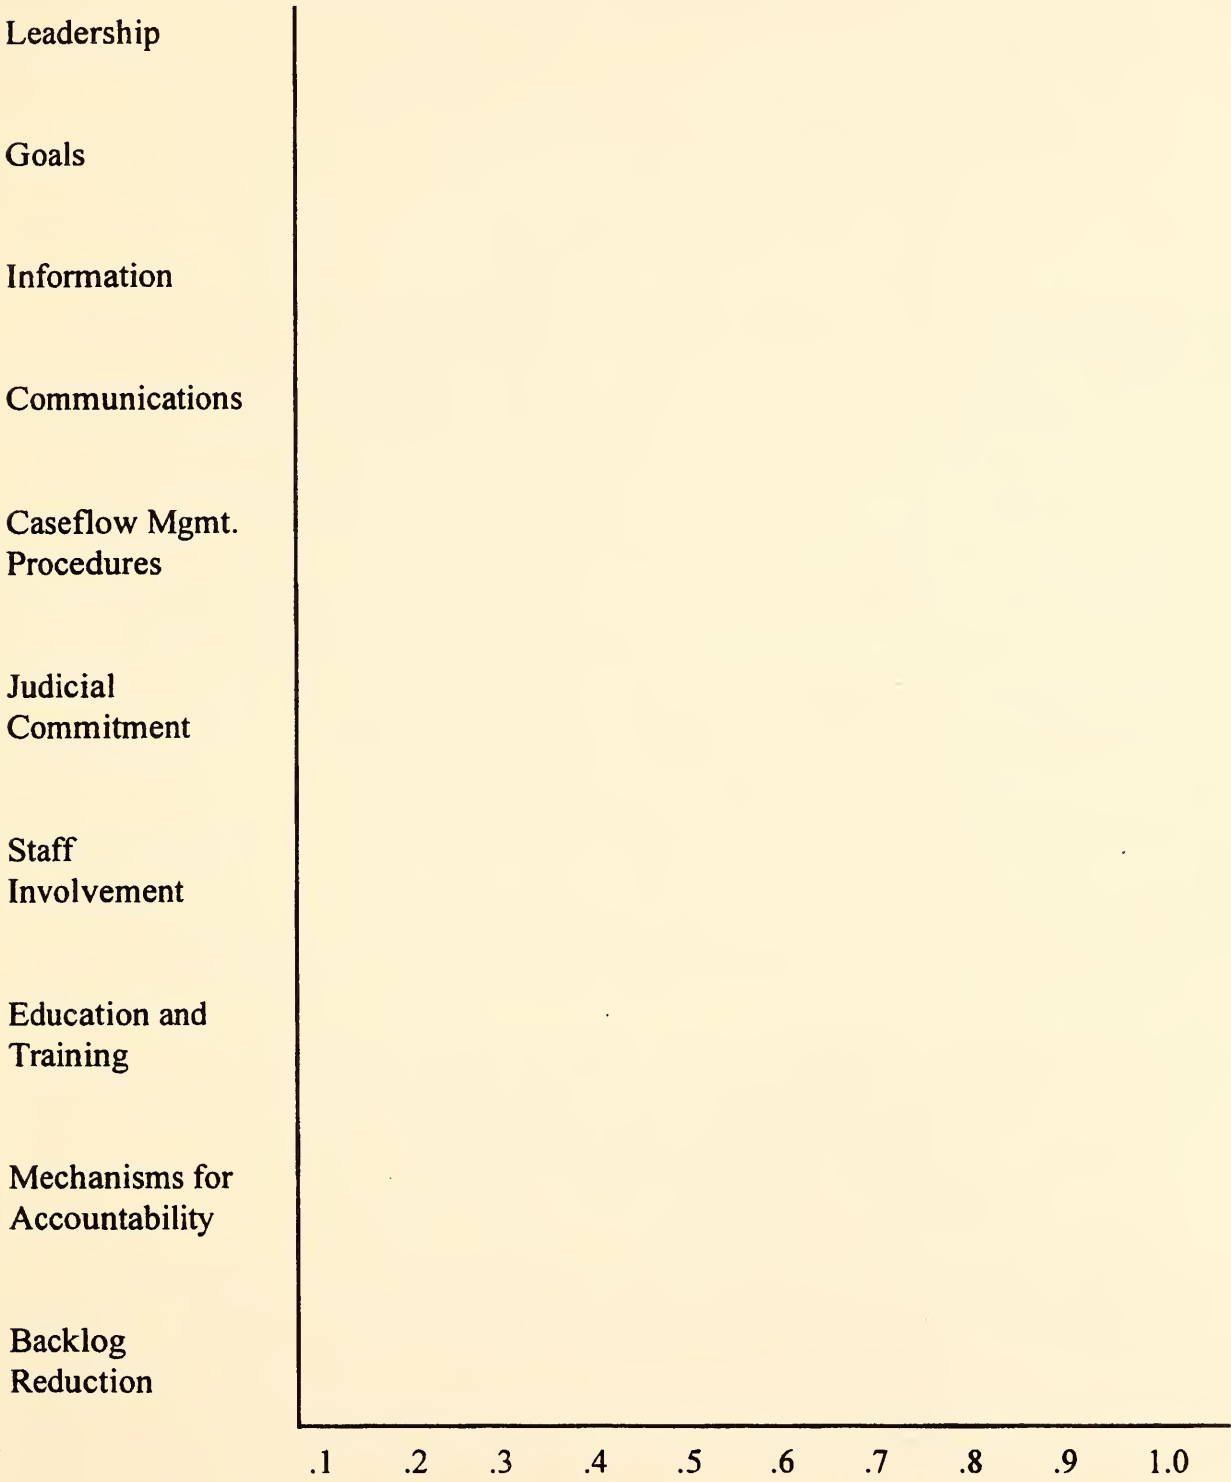 Leadership
Goals
Information
Communications
Caseflow Mgmt.
Procedures
Judicial
Commitment
Staff
Involvement
Education and
Training
Mechanisms for
Accountability
Backlog
Reduction
.1 .2 .3 .4 .5 .6 .7 .8 .9 1.0